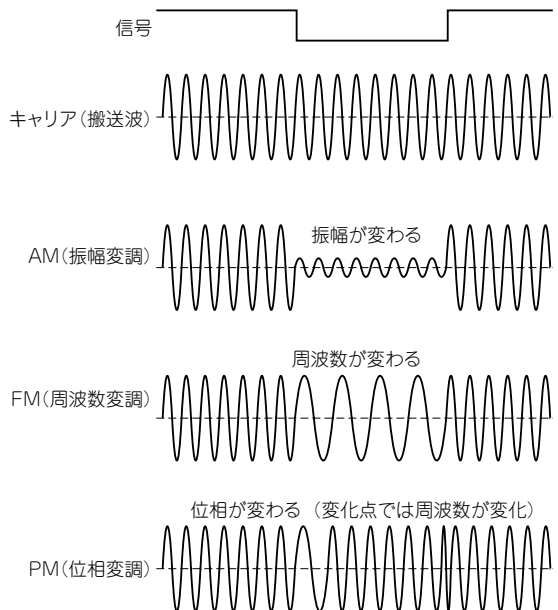 信号
キャリア(搬送波)
振幅が変わる
AM(振幅変調)
周波数が変わる
FM(周波数変調)
位相が変わる (変化点では周波数が変化)
PM(位相変調)